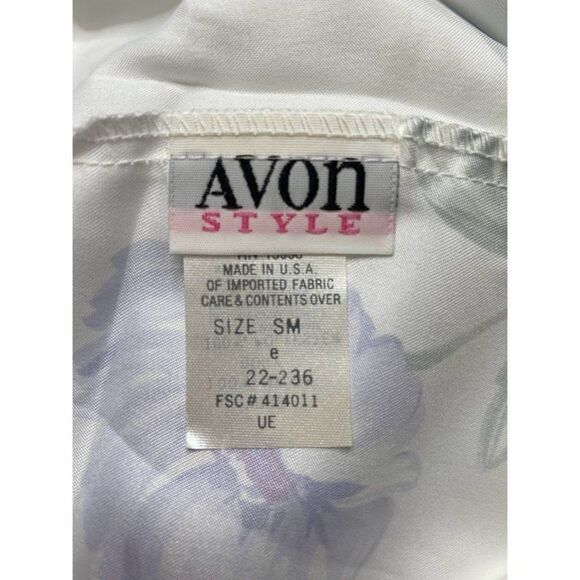 AVON
STYLE
MADE IN U.S.A.
OF IMPORTED FABRIC
CARE & CONTENTS OVER
SIZE SM
e
22-236
FSC # 414011
UE